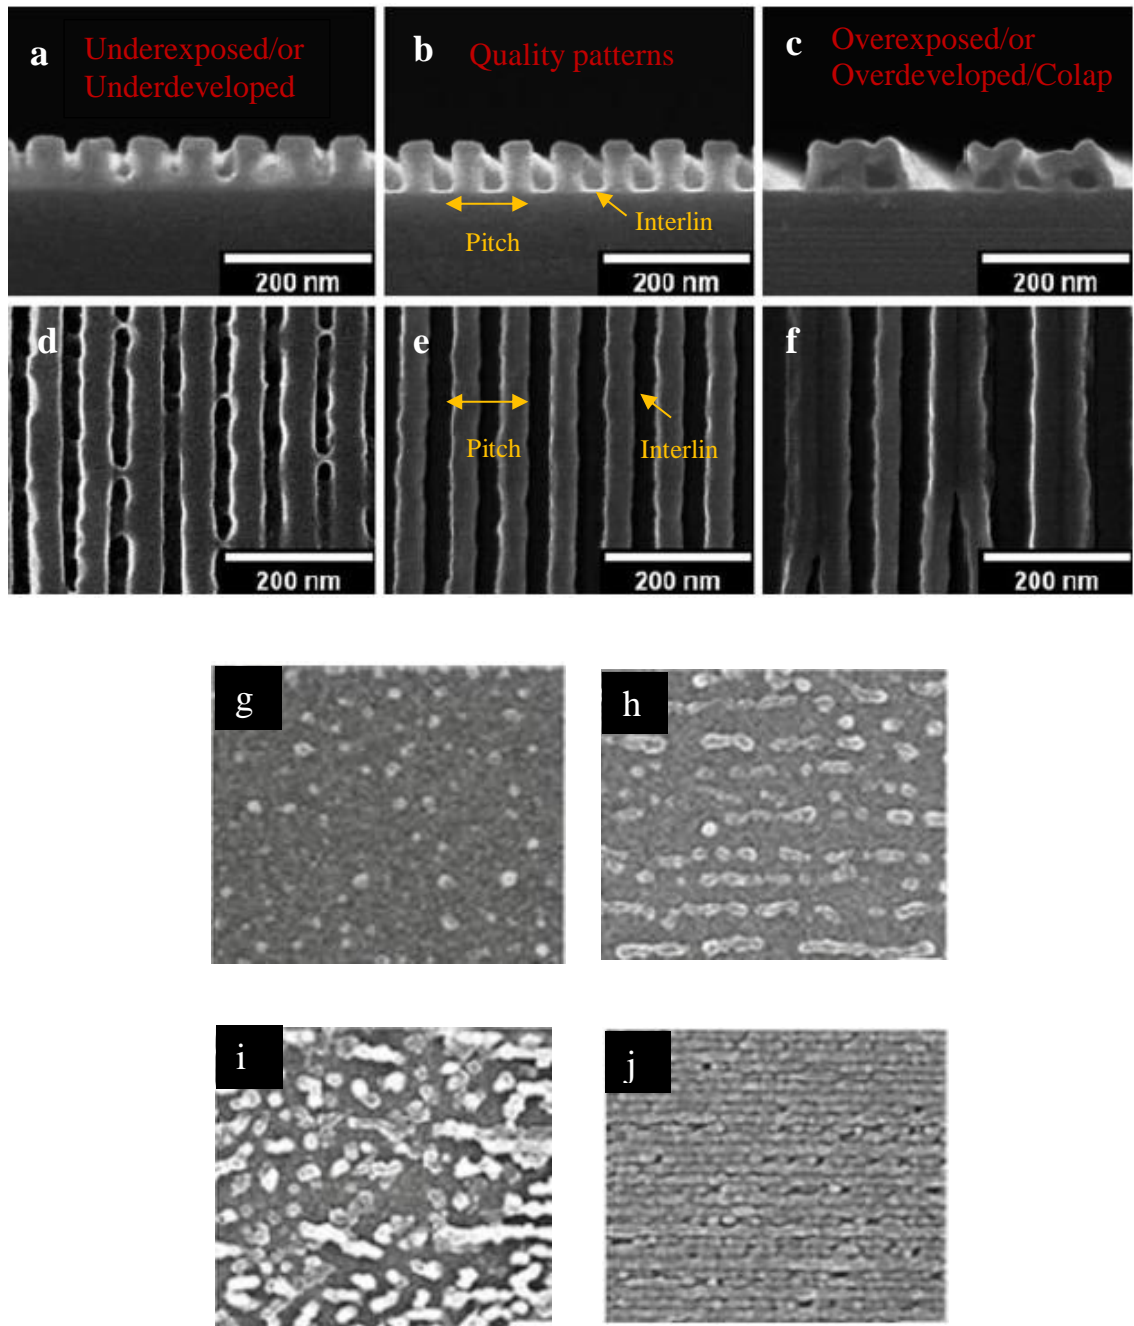 a
Underexposed/or
Underdeveloped
b
Quality patterns
c
Overexposed/or
Overdeveloped/Colap
Pitch
Interlin
200 nm
200 nm
200 nm
d
e
f
Pitch
Interlin
200 nm
200 nm
200 nm
g
h
i
j